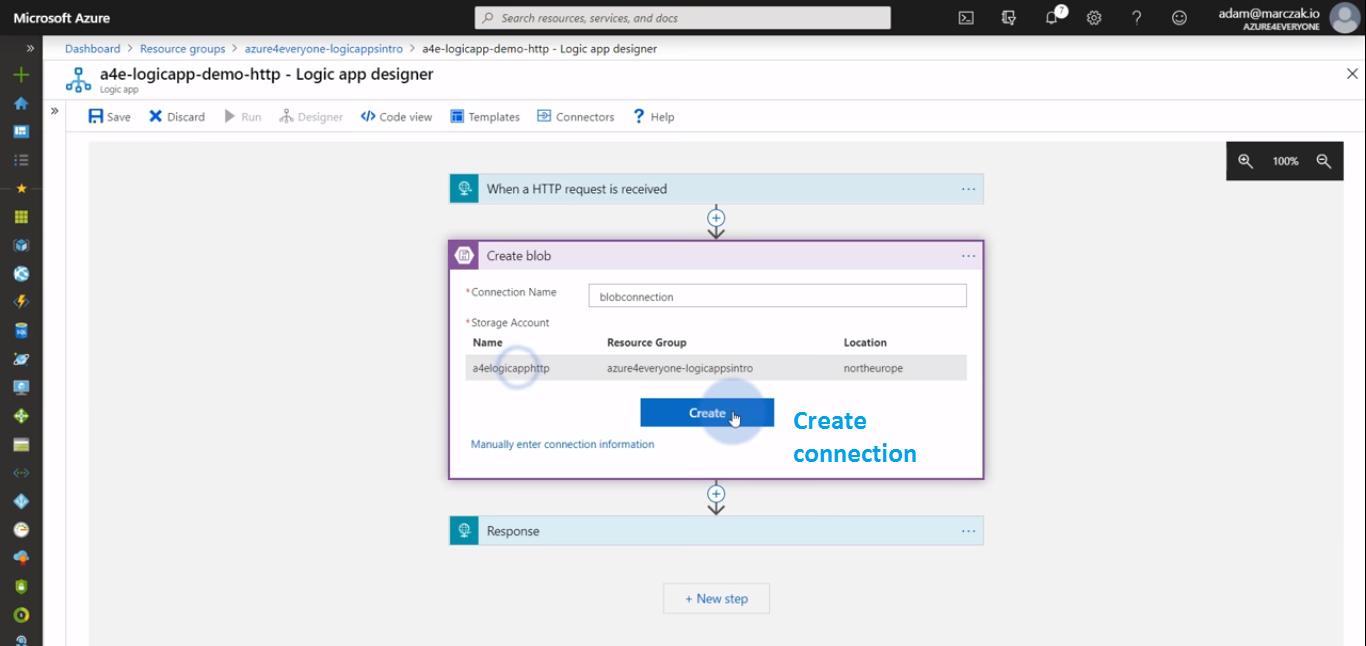 Microsoft Azure
Search resources, services, and docs
7
adam@marczak.io
AZURE4EVERYONE
Dashboard > Resource groups > azure4everyone-logicappsintro > a4e-logicapp-demo-http - Logic app designer
a4e-logicapp-demo-http - Logic app designer
Logic app
Save Discard Run Designer Code view Templates Connectors ? Help
100%
When a HTTP request is received
Create blob
*Connection Name blobconnection
*Storage Account
Name Resource Group Location
a4elogicapphttp azure4everyone-logicappsintro northeurope
Create
Create
connection
Manually enter connection information
Response
+ New step